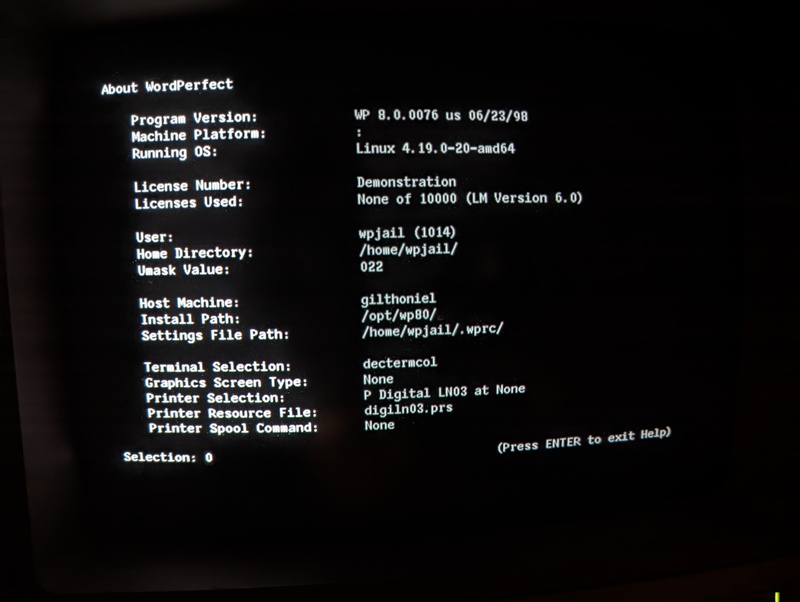 About WordPerfect
Program Version: WP 8.0.0076 us 06/23/98
Machine Platform: :
Running OS: Linux 4.19.0-20-amd64
License Number: Demonstration
Licenses Used: None of 10000 (LM Version 6.0)
User: wpjail (1014)
Home Directory: /home/wpjail/
Umask Value: 022
Host Machine: gilthoniel
Install Path: /opt/wp80/
Settings File Path: /home/wpjail/.wprc/
Terminal Selection: dectermcol
Graphics Screen Type: None
Printer Selection: P Digital LN03 at None
Printer Resource File: digiln03.prs
Printer Spool Command: None
Selection: 0 (Press ENTER to exit Help)